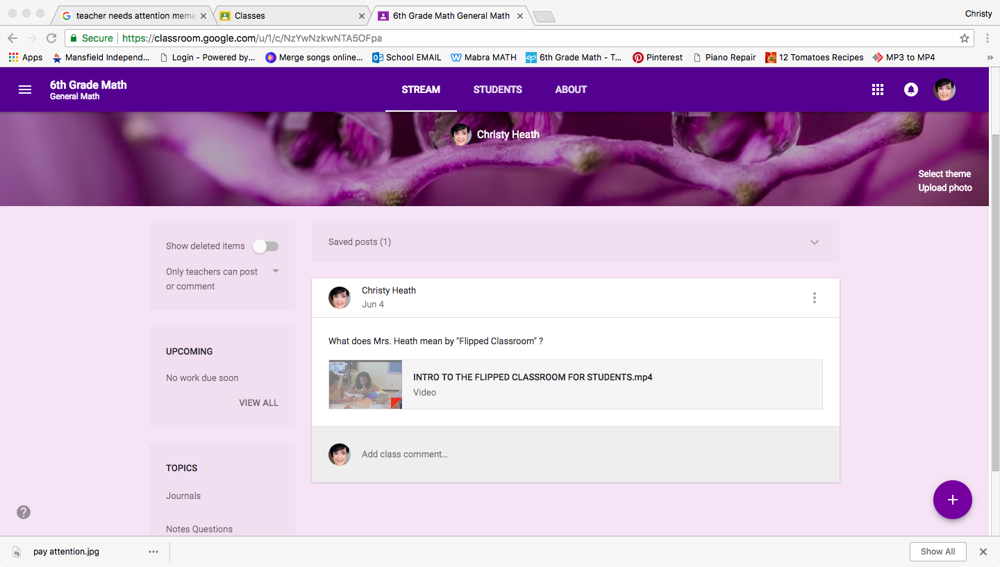 teacher needs attention meme
Classes
6th Grade Math General Math
Christy
Secure
https://classroom.google.com/u/1/c/NzYwNzkwNTA5OFpa
Apps
Mansfield Independ...
Login - Powered by...
Merge songs online...
School EMAIL
Mabra MATH
6th Grade Math - T...
Pinterest
Piano Repair
12 Tomatoes Recipes
MP3 to MP4
»
6th Grade Math
General Math
STREAM
STUDENTS
ABOUT
Christy Heath
Select theme
Upload photo
Show deleted items
Only teachers can post
or comment
UPCOMING
No work due soon
VIEW ALL
TOPICS
Journals
Notes Questions
Saved posts (1)
Christy Heath
Jun 4
What does Mrs. Heath mean by "Flipped Classroom" ?
INTRO TO THE FLIPPED CLASSROOM FOR STUDENTS.mp4
Video
Add class comment...
pay attention.jpg
Show All